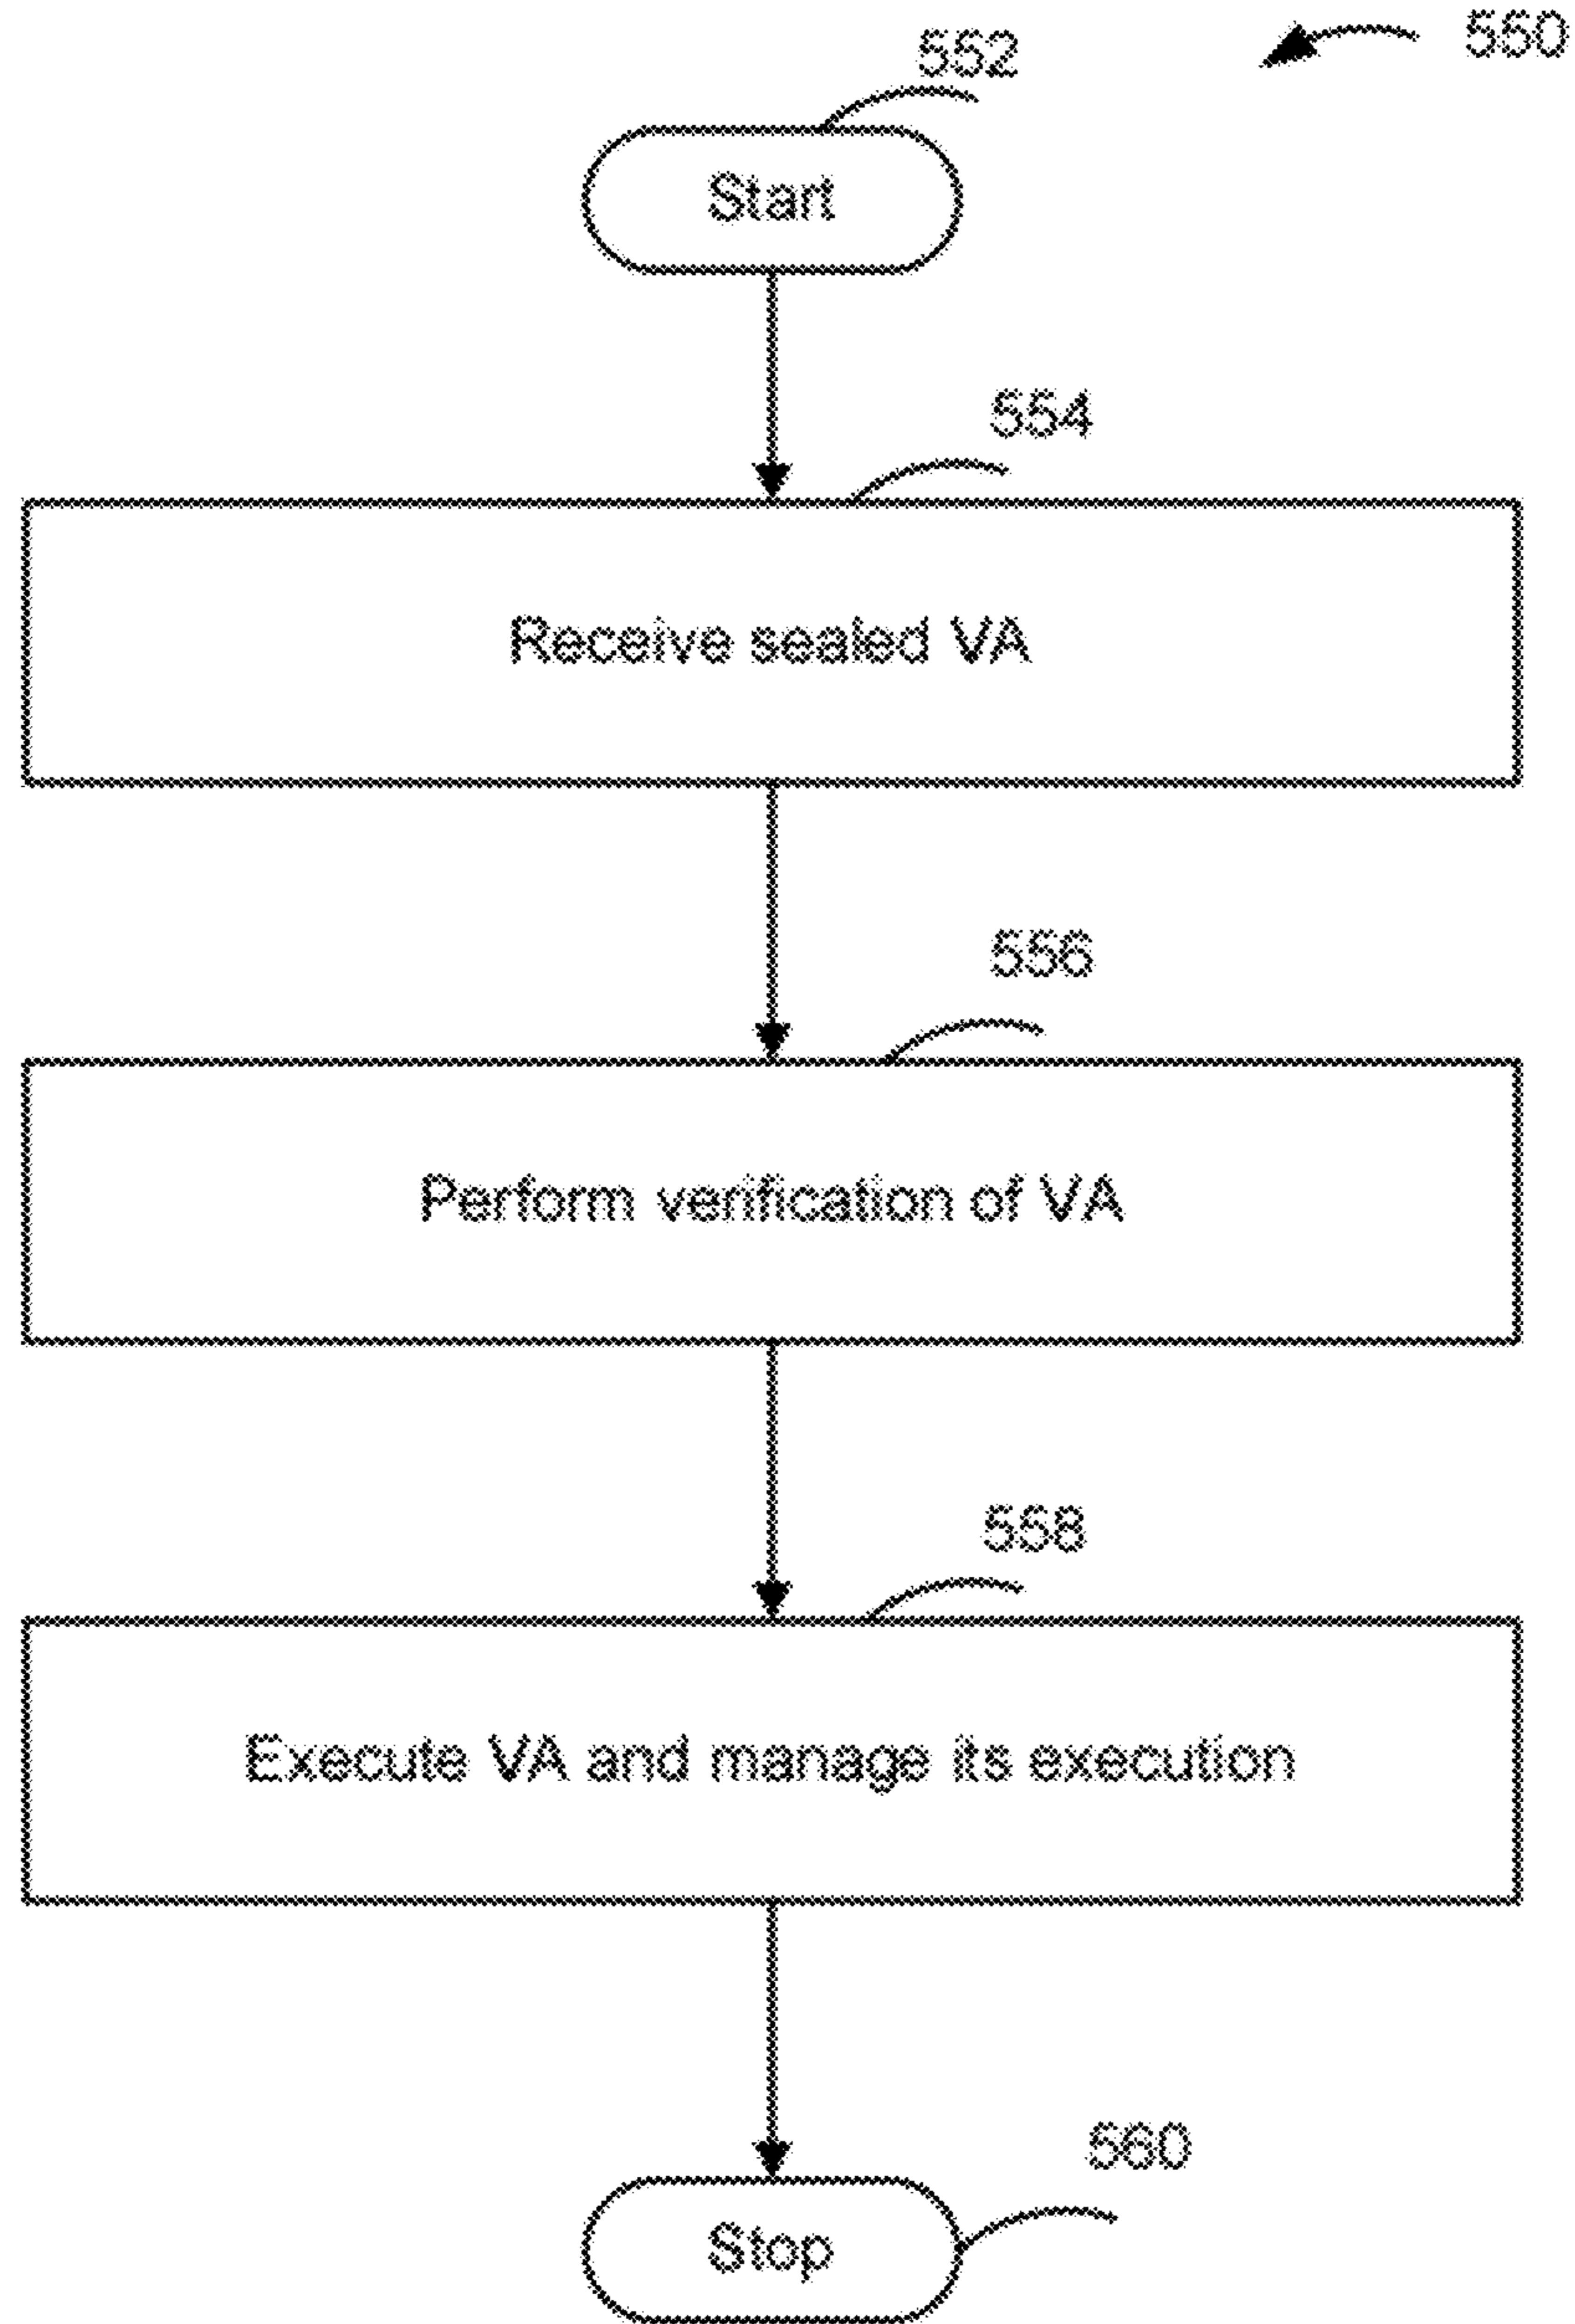 550
552
Start
554
Receive sealed VA
556
Perform verification of VA
558
Execute VA and manage its execution
560
Stop